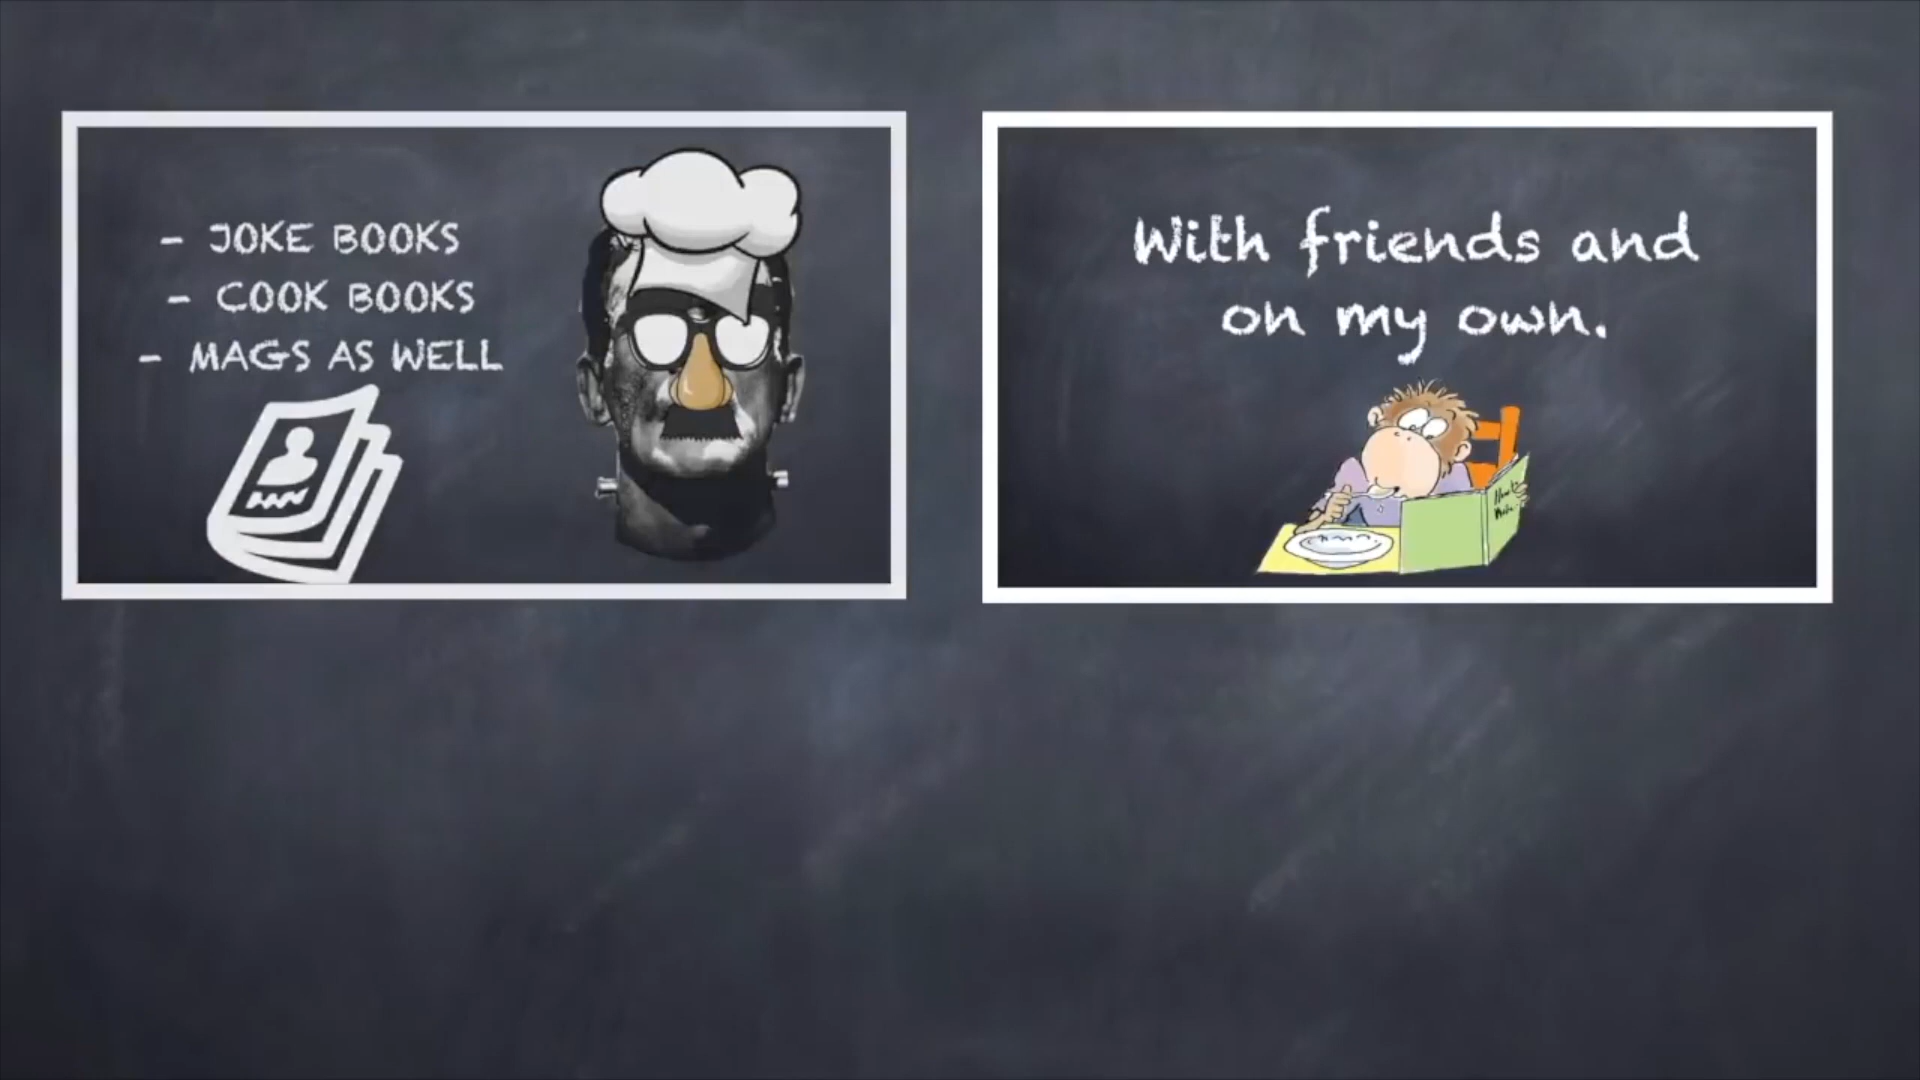 - JOKE BOOKS
- COOK BOOKS
- MAGS AS WELL
With friends and
on my own.